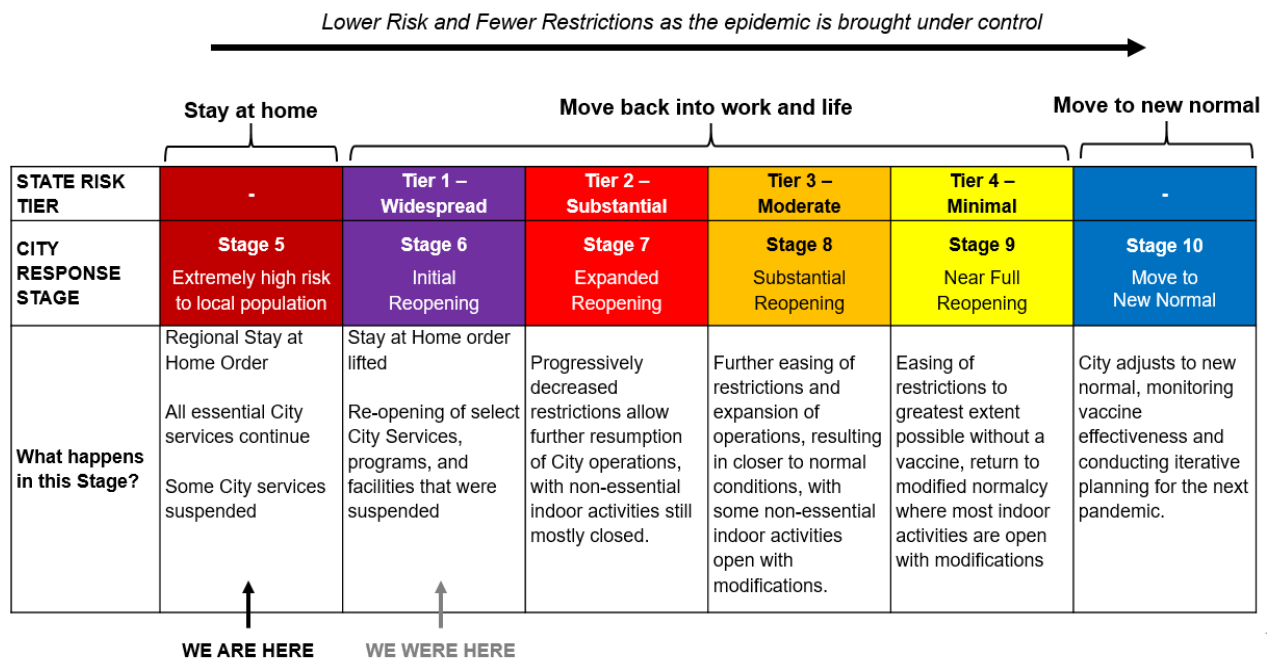 Lower Risk and Fewer Restrictions as the epidemic is brought under control
Stay at home
Move back into work and life
Move to new normal
STATE RISK
TIER
-
Tier 1 –
Widespread
Tier 2 –
Substantial
Tier 3 –
Moderate
Tier 4 –
Minimal
-
CITY
RESPONSE
STAGE
Stage 5
Extremely high risk
to local population
Stage 6
Initial
Reopening
Stage 7
Expanded
Reopening
Stage 8
Substantial
Reopening
Stage 9
Near Full
Reopening
Stage 10
Move to
New Normal
What happens
in this Stage?
Regional Stay at
Home Order
All essential City
services continue
Some City services
suspended
Stay at Home order
lifted
Re-opening of select
City Services,
programs, and
facilities that were
suspended
Progressively
decreased
restrictions allow
further resumption
of City operations,
with non-essential
indoor activities still
mostly closed.
Further easing of
restrictions and
expansion of
operations, resulting
in closer to normal
conditions, with
some non-essential
indoor activities
open with
modifications.
Easing of
restrictions to
greatest extent
possible without a
vaccine, return to
modified normalcy
where most indoor
activities are open
with modifications
City adjusts to new
normal, monitoring
vaccine
effectiveness and
conducting iterative
planning for the next
pandemic.
WE ARE HERE
WE WERE HERE